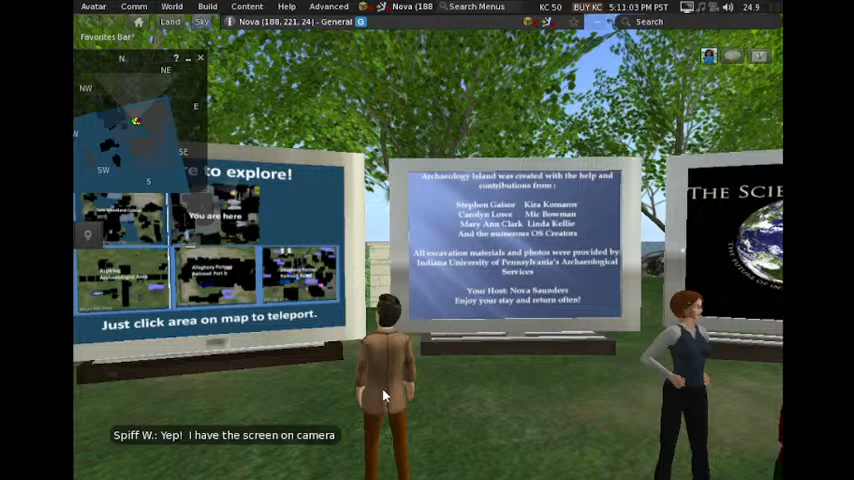 Avatar Comm World Build Content Help Advanced Nova (188 Search Menus KC 50 BUY KC 5:11:03 PM PST 24.9
Land Sky Nova (188, 221, 24) - General G Search
Favorites Bar
N
NW NE
E
SW SE
S
e to explore!
You are here
Just click area on map to teleport.
Archaeology Island was created with the help and
contributions from :
Stephen Gaisor Kira Komarov
Carolyn Lowe Mic Bowman
Mary Ann Clark Linda Kellie
And the numerous OS Creators
All excavation materials and photos were provided by
Indiana University of Pennsylvania's Archaeological
Services
Your Host: Nova Saunders
Enjoy your stay and return often!
THE SCIE
Spiff W.: Yep! I have the screen on camera